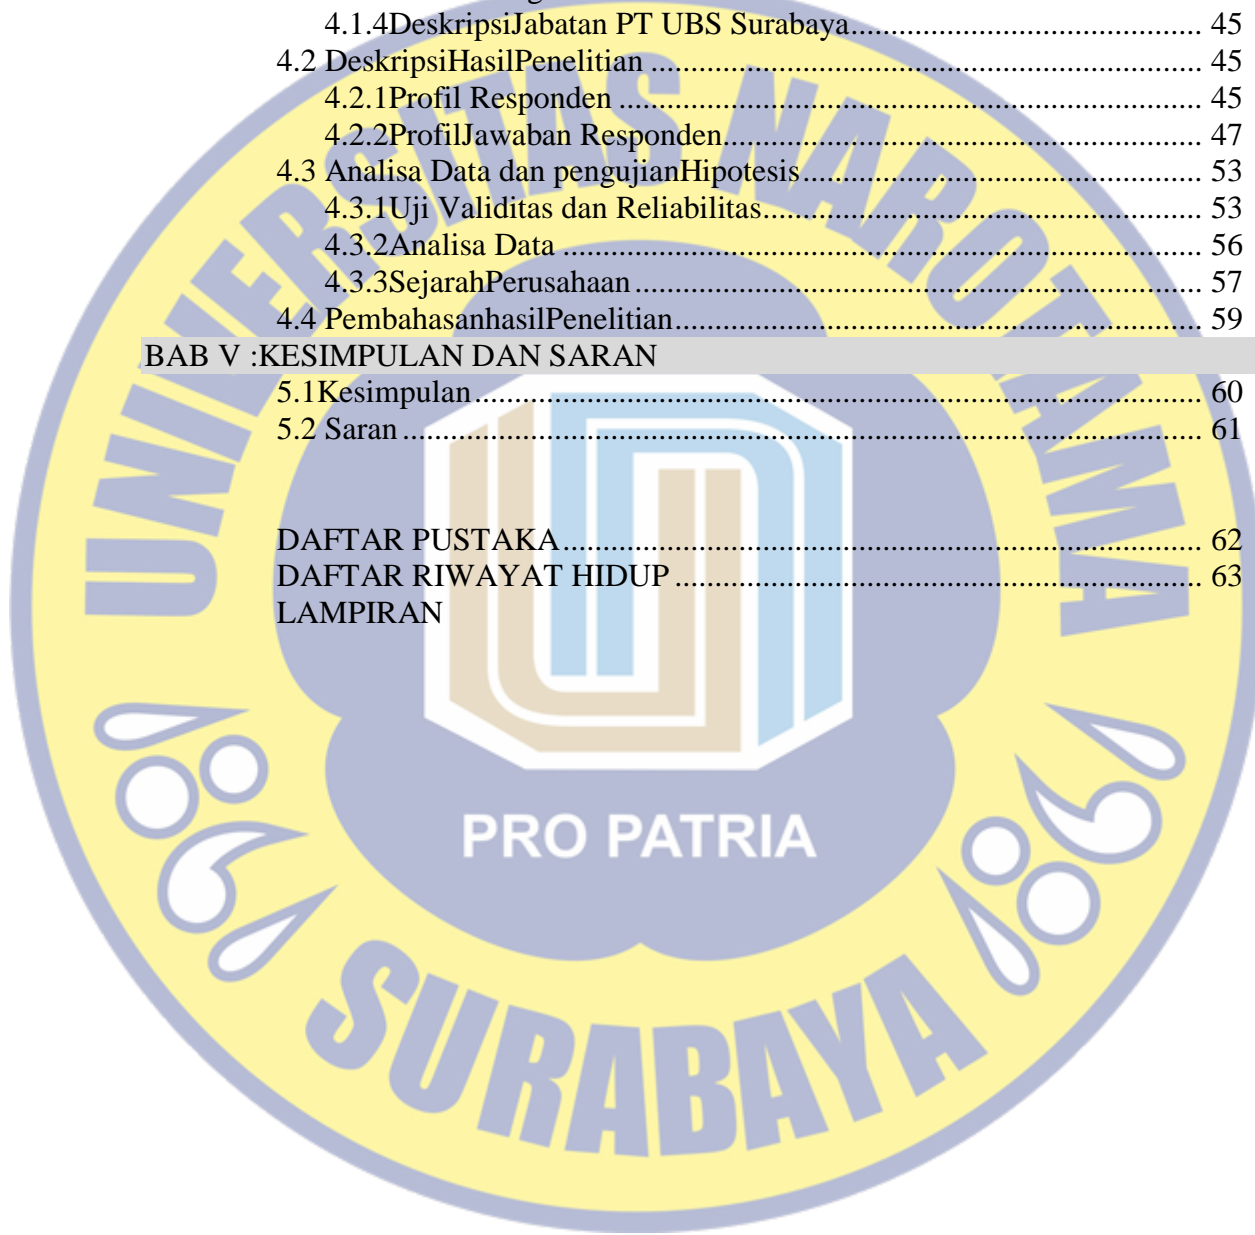 4.1.4DeskripsiJabatan PT UBS Surabaya.................................................. 45
4.2 DeskripsiHasilPenelitian ........................................................................ 45
4.2.1Profil Responden ............................................................................ 45
4.2.2ProfilJawaban Responden............................................................... 47
4.3 Analisa Data dan pengujianHipotesis..................................................... 53
4.3.1Uji Validitas dan Reliabilitas.......................................................... 53
4.3.2Analisa Data .................................................................................... 56
4.3.3SejarahPerusahaan .......................................................................... 57
4.4 PembahasanhasilPenelitian..................................................................... 59
BAB V :KESIMPULAN DAN SARAN
5.1Kesimpulan............................................................................................... 60
5.2 Saran ........................................................................................................ 61
DAFTAR PUSTAKA.................................................................................... 62
DAFTAR RIWAYAT HIDUP ...................................................................... 63
LAMPIRAN
UNIVERSITAS NAROTAMA
PRO PATRIA
SURABAYA